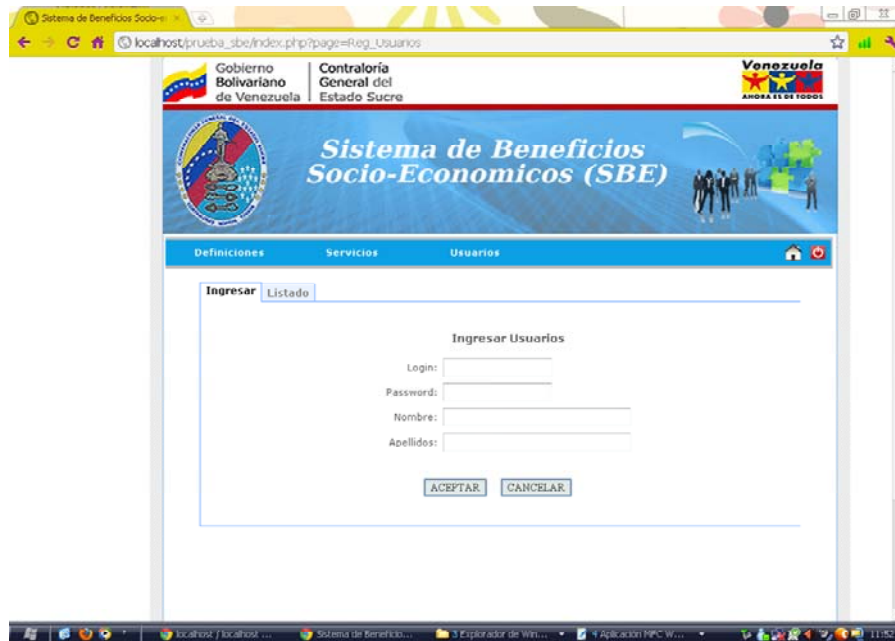 Sistema de Beneficios Socio-e
localhost/prueba_sbe/index.php?page=Reg_Usuarios
Gobierno
Bolivariano
de Venezuela
Contraloría
General del
Estado Sucre
Venezuela
AHORA ES DE TODOS
Sistema de Beneficios
Socio-Economicos (SBE)
Definiciones Servicios Usuarios
Ingresar Listado
Ingresar Usuarios
Login:
Password:
Nombre:
Apellidos:
ACEPTAR CANCELAR
localhost / localhost ... Sistema de Beneficio... 3 Explorador de Win... 4 Aplicación MFC W...